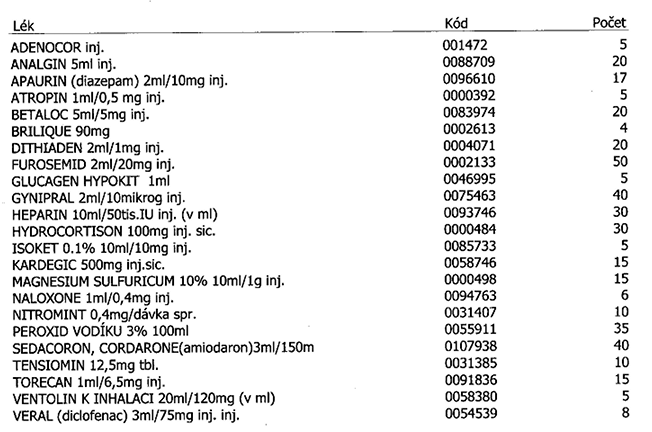 Lék Kód Počet
ADENOCOR inj. 001472 5
ANALGIN 5ml inj. 0088709 20
APAURIN (diazepam) 2ml/10mg inj. 0096610 17
ATROPIN 1ml/0,5 mg inj. 0000392 5
BETALOC 5ml/5mg inj. 0083974 20
BRILIQUE 90mg 0002613 4
DITHIADEN 2ml/1mg inj. 0004071 20
FUROSEMID 2ml/20mg inj. 0002133 50
GLUCAGEN HYPOKIT 1ml 0046995 5
GYNIPRAL 2ml/10mikrog inj. 0075463 40
HEPARIN 10ml/50tis.IU inj. (v ml) 0093746 30
HYDROCORTISON 100mg inj. sic. 0000484 30
ISOKET 0.1% 10ml/10mg inj. 0085733 5
KARDEGIC 500mg inj.sic. 0058746 15
MAGNESIUM SULFURICUM 10% 10ml/1g inj. 0000498 15
NALOXONE 1ml/0,4mg inj. 0094763 6
NITROMINT 0,4mg/dávka spr. 0031407 10
PEROXID VODÍKU 3% 100ml 0055911 35
SEDACORON, CORDARONE(amiodaron)3ml/150m 0107938 40
TENSIOMIN 12,5mg tbl. 0031385 10
TORECAN 1ml/6,5mg inj. 0091836 15
VENTOLIN K INHALACI 20ml/120mg (v ml) 0058380 5
VERAL (diclofenac) 3ml/75mg inj. inj. 0054539 8